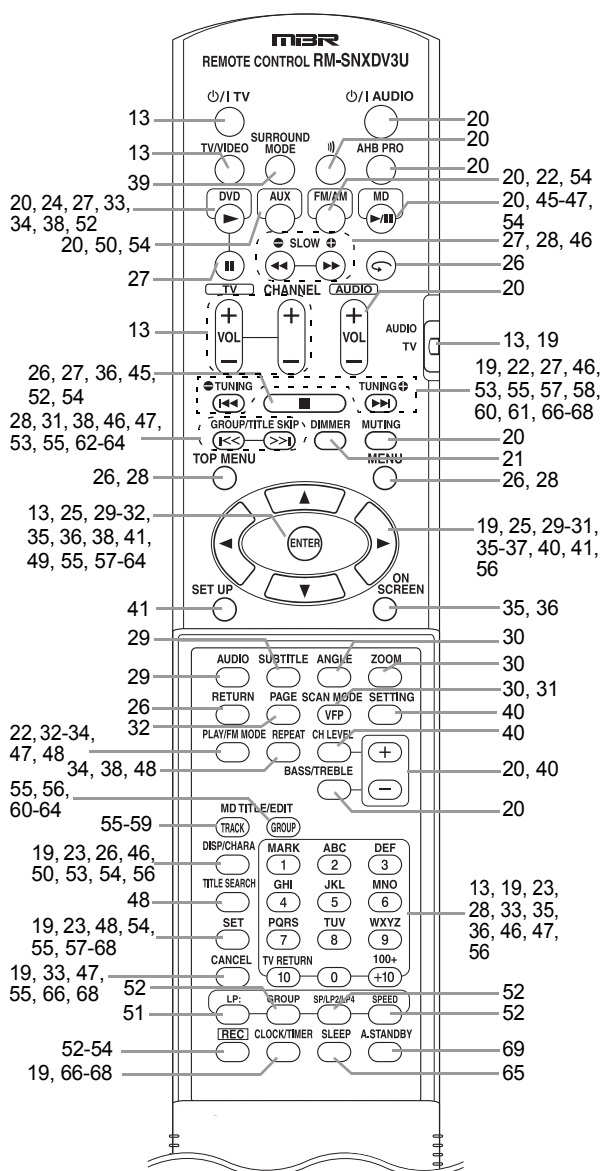 MBR
REMOTE CONTROL RM-SNXDV3U
⏻/I TV
⏻/I AUDIO
13
20
TV/VIDEO
SURROUND
MODE
AHB PRO
20
13
39
20
DVD
AUX
FM/AM
MD
20, 24, 27, 33,
34, 38, 52
20, 22, 54
20, 45-47,
54
20, 50, 54
SLOW
27, 28, 46
27
26
TV
CHANNEL
AUDIO
20
13
VOL
VOL
AUDIO
TV
13, 19
26, 27, 36, 45,
52, 54
TUNING
TUNING
19, 22, 27, 46,
53, 55, 57, 58,
60, 61, 66-68
28, 31, 38, 46, 47,
53, 55, 62-64
GROUP/TITLE SKIP
DIMMER
MUTING
20
21
TOP MENU
MENU
26, 28
26, 28
13, 25, 29-32,
35, 36, 38, 41,
49, 55, 57-64
ENTER
19, 25, 29-31,
35-37, 40, 41,
56
SET UP
ON
SCREEN
41
35, 36
29
30
AUDIO
SUBTITLE
ANGLE
ZOOM
29
30
RETURN
PAGE
SCAN MODE
SETTING
26
VFP
30, 31
32
40
22, 32-34,
47, 48
PLAY/FM MODE
REPEAT
CH LEVEL
40
34, 38, 48
BASS/TREBLE
+
−
20, 40
55, 56,
60-64
20
MD TITLE/EDIT
55-59
TRACK
GROUP
DISP/CHARA
MARK
ABC
DEF
19, 23, 26, 46,
50, 53, 54, 56
1
2
3
TITLE SEARCH
GHI
JKL
MNO
48
4
5
6
13, 19, 23,
28, 33, 35,
36, 46, 47,
56
SET
PQRS
TUV
WXYZ
19, 23, 48, 54,
55, 57-68
7
8
9
CANCEL
TV RETURN
100+
19, 33, 47,
55, 66, 68
10
0
+10
52
LP:
GROUP
SP/LP2/LP4
SPEED
52
51
52
REC
CLOCK/TIMER
SLEEP
A.STANDBY
52-54
69
19, 66-68
65